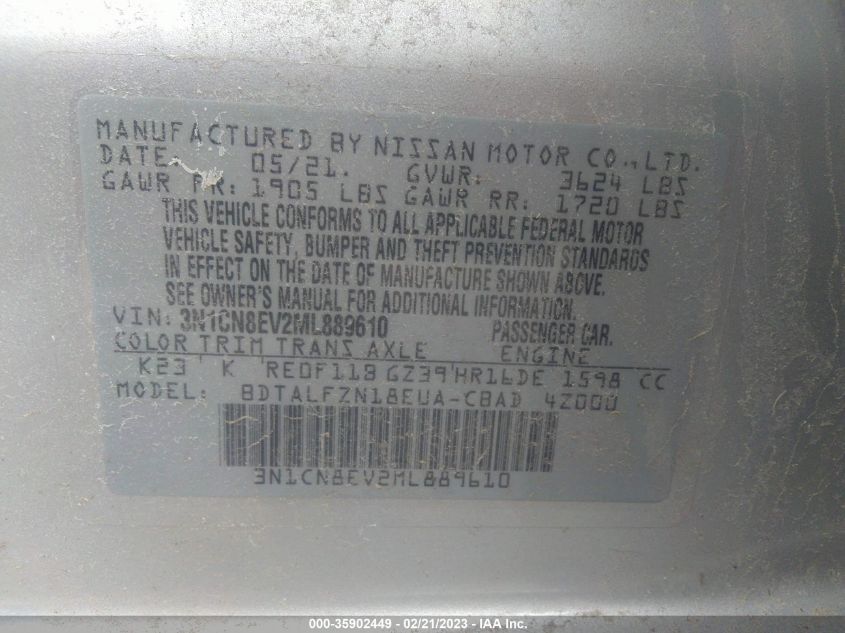 MANUFACTURED BY NISSAN MOTOR CO., LTD.
DATE 05/21. GVWR: 3624 LBS
GAWR FR: 1905 LBS GAWR RR: 1720 LBS
THIS VEHICLE CONFORMS TO ALL APPLICABLE FEDERAL MOTOR
VEHICLE SAFETY, BUMPER AND THEFT PREVENTION STANDARDS
IN EFFECT ON THE DATE OF MANUFACTURE SHOWN ABOVE.
SEE OWNER'S MANUAL FOR ADDITIONAL INFORMATION.
VIN: 3N1CN8EV2ML889610 PASSENGER CAR.
COLOR TRIM TRANS AXLE ENGINE
K23 K RE0F11B GZ39 HR16DE 1598 CC
MODEL: BDTALFZN18EUA-CBAD 4Z000
3N1CN8EV2ML889610
000-35902449 - 02/21/2023 - IAA Inc.